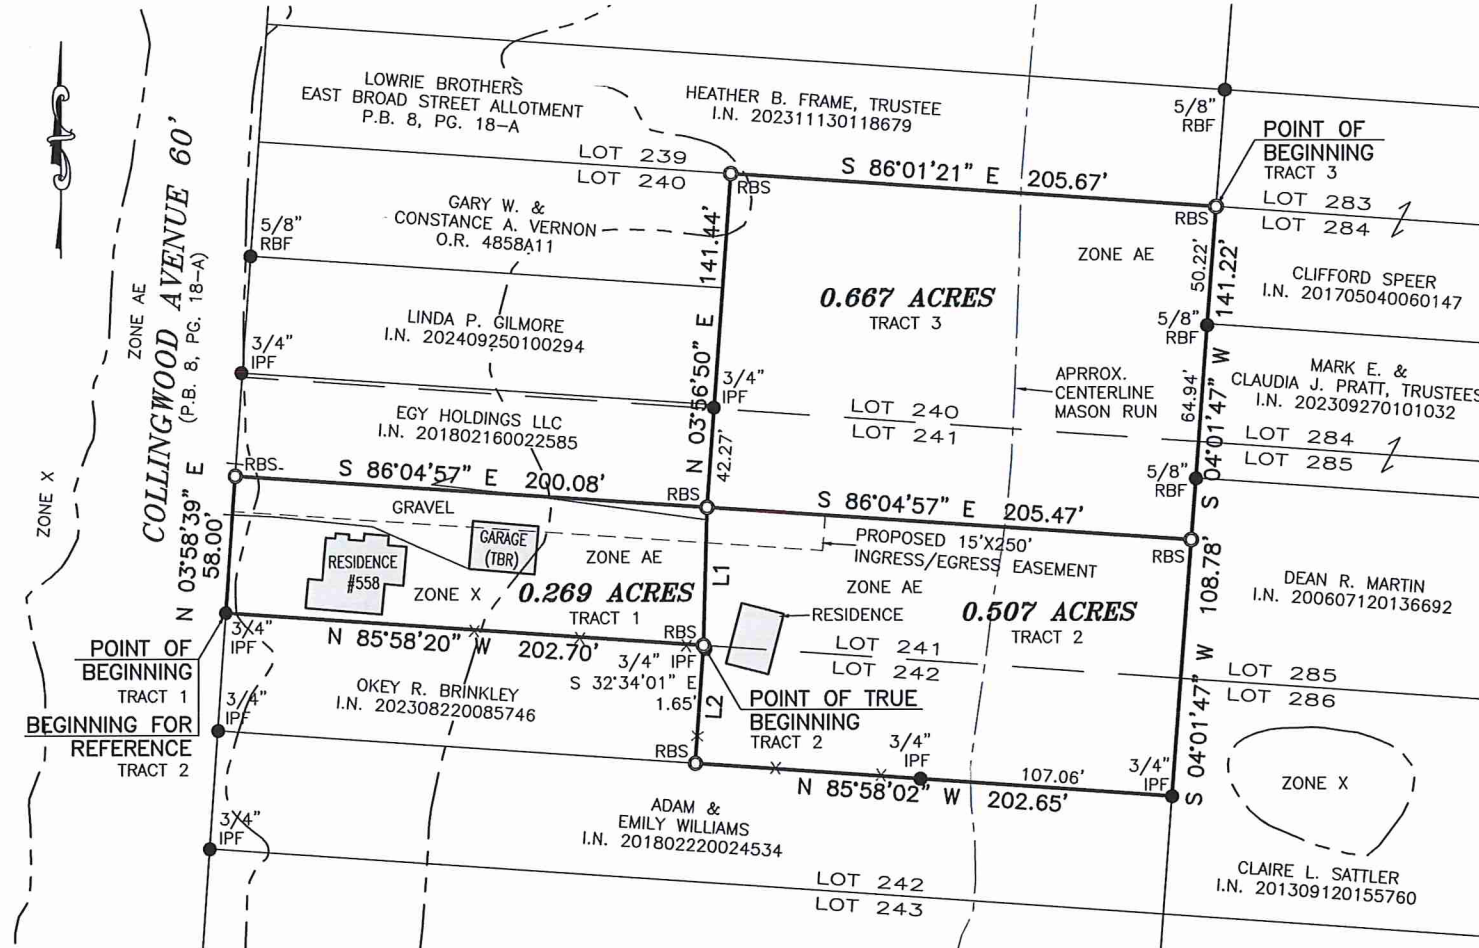 LOWRIE BROTHERS
EAST BROAD STREET ALLOTMENT
P.B. 8, PG. 18-A
HEATHER B. FRAME, TRUSTEE
I.N. 202311130118679
5/8"
RBF
POINT OF
BEGINNING
TRACT 3
LOT 239
LOT 240
RBS
S 86°01'21" E 205.67'
RBS
LOT 283
LOT 284
GARY W. &
CONSTANCE A. VERNON
O.R. 4858A11
5/8"
RBF
141.44'
ZONE AE
50.22'
141.22'
CLIFFORD SPEER
I.N. 201705040060147
COLLINGWOOD AVENUE 60'
(P.B. 8, PG. 18-A)
ZONE AE
0.667 ACRES
TRACT 3
LINDA P. GILMORE
I.N. 202409250100294
3/4"
IPF
5/8"
RBF
MARK E. &
CLAUDIA J. PRATT, TRUSTEES
I.N. 202309270101032
N 03°56'50" E
3/4"
IPF
APRROX.
CENTERLINE
MASON RUN
64.94'
S 04°01'47" W
LOT 240
LOT 241
LOT 284
LOT 285
EGY HOLDINGS LLC
I.N. 201802160022585
42.27'
RBS
S 86°04'57" E 200.08'
RBS
5/8"
RBF
ZONE X
N 03°58'39" E
58.00'
GRAVEL
S 86°04'57" E 205.47'
RBS
GARAGE
(TBR)
ZONE AE
PROPOSED 15'X250'
INGRESS/EGRESS EASEMENT
RESIDENCE
#558
ZONE X
0.269 ACRES
TRACT 1
L1
ZONE AE
RESIDENCE
0.507 ACRES
TRACT 2
108.78'
DEAN R. MARTIN
I.N. 200607120136692
3/4"
IPF
N 85°58'20" W 202.70'
RBS
3/4" IPF
S 32°34'01" E
1.65'
LOT 241
LOT 242
LOT 285
LOT 286
POINT OF
BEGINNING
TRACT 1
BEGINNING FOR
REFERENCE
TRACT 2
3/4"
IPF
OKEY R. BRINKLEY
I.N. 202308220085746
L2
RBS
POINT OF TRUE
BEGINNING
TRACT 2
3/4"
IPF
107.06'
3/4"
IPF
S 04°01'47" W
N 85°58'02" W 202.65'
ZONE X
3/4"
IPF
ADAM &
EMILY WILLIAMS
I.N. 201802220024534
LOT 242
LOT 243
CLAIRE L. SATTLER
I.N. 201309120155760